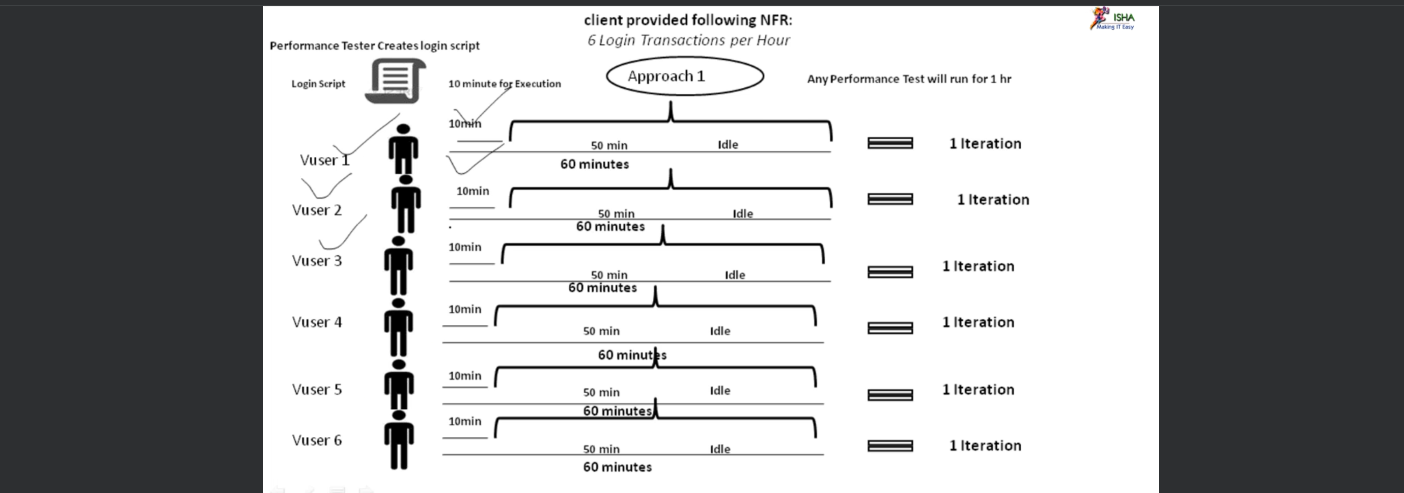 client provided following NFR:
6 Login Transactions per Hour
ISHA
Making IT Easy
Performance Tester Creates login script
Login Script
10 minute for Execution
Approach 1
Any Performance Test will run for 1 hr
Vuser 1
10min
50 min Idle
60 minutes
1 Iteration
Vuser 2
10min
50 min Idle
60 minutes
1 Iteration
Vuser 3
10min
50 min Idle
60 minutes
1 Iteration
Vuser 4
10min
50 min Idle
60 minutes
1 Iteration
Vuser 5
10min
50 min Idle
60 minutes
1 Iteration
Vuser 6
10min
50 min Idle
60 minutes
1 Iteration